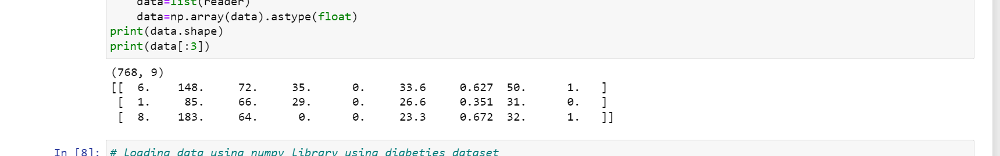 data=list(reader)
data=np.array(data).astype(float)
print(data.shape)
print(data[:3])
(768, 9)
[[  6.    148.     72.     35.      0.     33.6     0.627  50.      1.   ]
 [  1.     85.     66.     29.      0.     26.6     0.351  31.      0.   ]
 [  8.    183.     64.      0.      0.     23.3     0.672  32.      1.   ]]
In [8]: # Loading data using numpy library using diabeties dataset